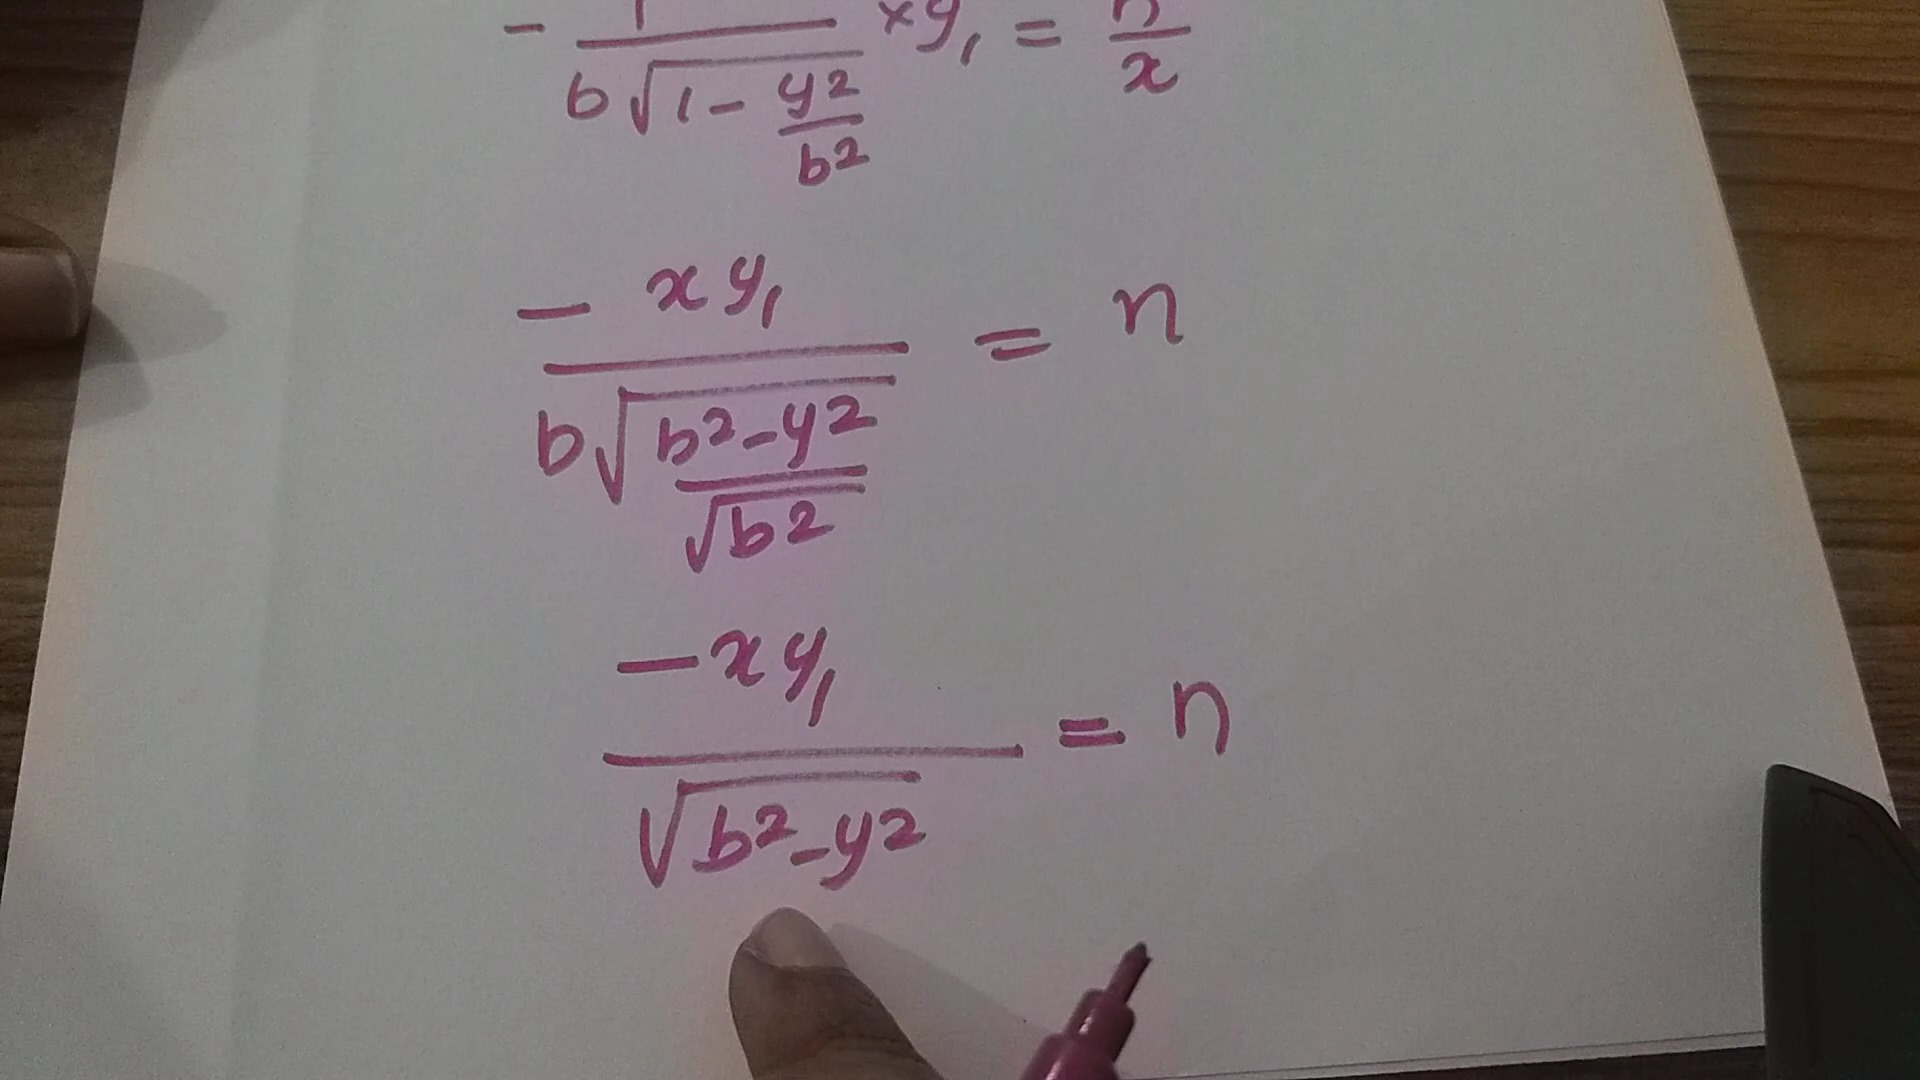 - 1/(b√(1 - y2/b2)) × y₁ = n/x
- xy₁/(b√(b2-y2)/√b2) = n
-xy₁/√(b2-y2) = n